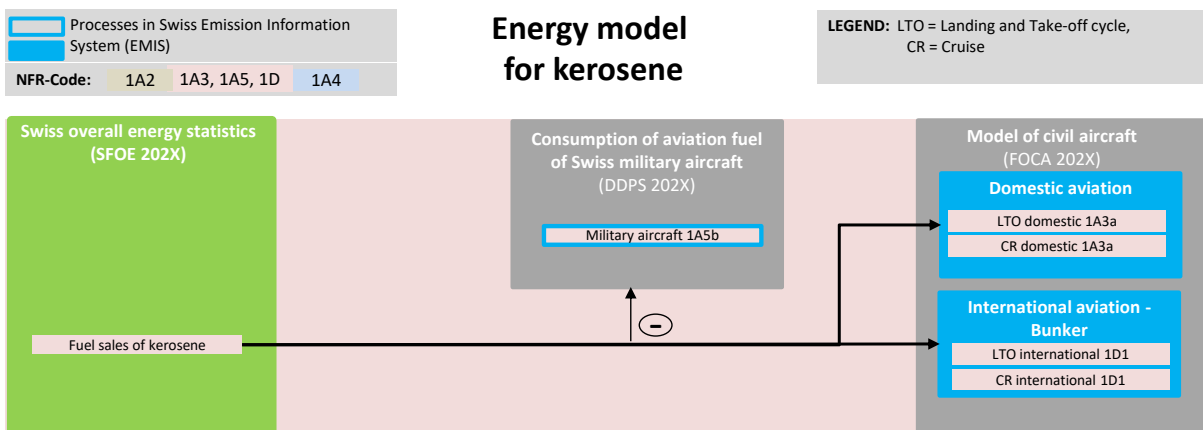 Processes in Swiss Emission Information
System (EMIS)
NFR-Code: 1A2 1A3, 1A5, 1D 1A4
Energy model
for kerosene
LEGEND: LTO = Landing and Take-off cycle,
CR = Cruise
Swiss overall energy statistics
(SFOE 202X)
Fuel sales of kerosene
Consumption of aviation fuel
of Swiss military aircraft
(DDPS 202X)
Military aircraft 1A5b
−
Model of civil aircraft
(FOCA 202X)
Domestic aviation
LTO domestic 1A3a
CR domestic 1A3a
International aviation -
Bunker
LTO international 1D1
CR international 1D1